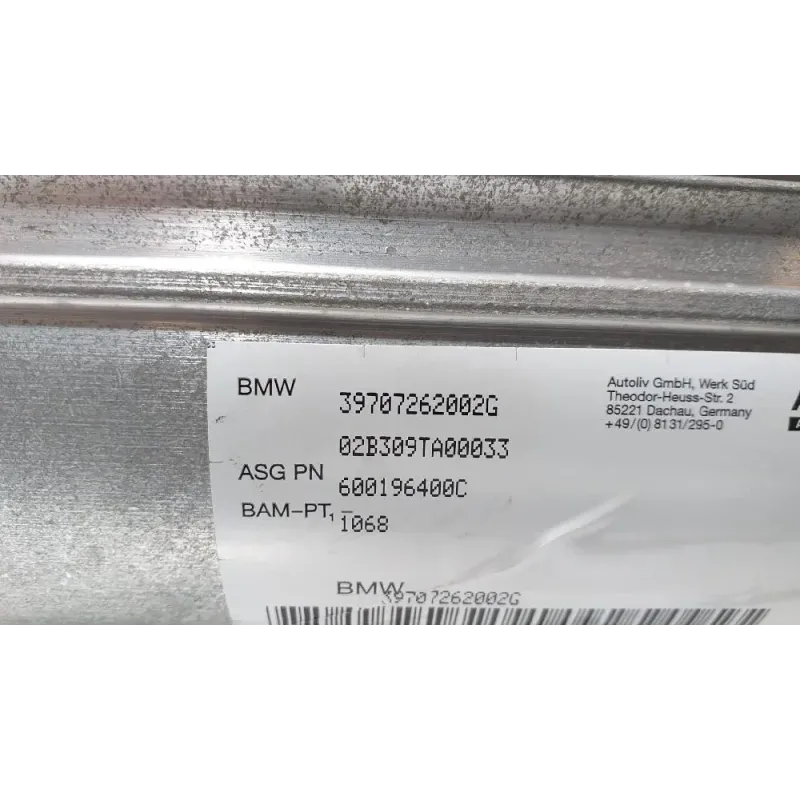 BMW 39707262002G
02B309TA00033
ASG PN
600196400C
BAM-PT
1068
Autoliv GmbH, Werk Süd
Theodor-Heuss-Str. 2
85221 Dachau, Germany
+49/(0) 8131/295-0
BMW 39707262002G